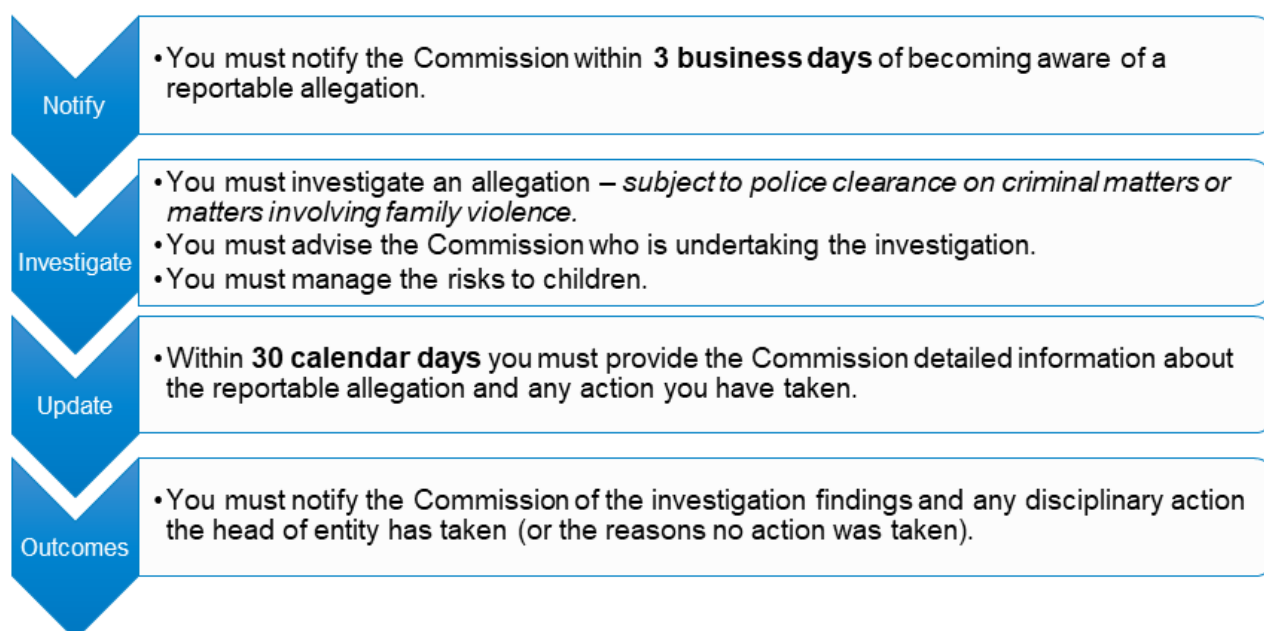 Notify
•You must notify the Commission within 3 business days of becoming aware of a
reportable allegation.
Investigate
•You must investigate an allegation – subject to police clearance on criminal matters or
matters involving family violence.
•You must advise the Commission who is undertaking the investigation.
•You must manage the risks to children.
Update
•Within 30 calendar days you must provide the Commission detailed information about
the reportable allegation and any action you have taken.
Outcomes
•You must notify the Commission of the investigation findings and any disciplinary action
the head of entity has taken (or the reasons no action was taken).